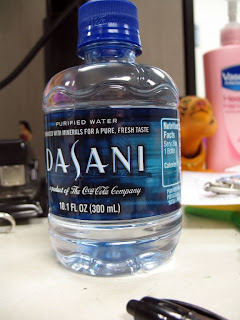 PURIFIED WATER
WITH MINERALS FOR A PURE, FRESH TASTE
DASANI
product of The Coca-Cola Company
10.1 FL OZ (300 mL)
Nutrition
Facts
Calories
Vaseline